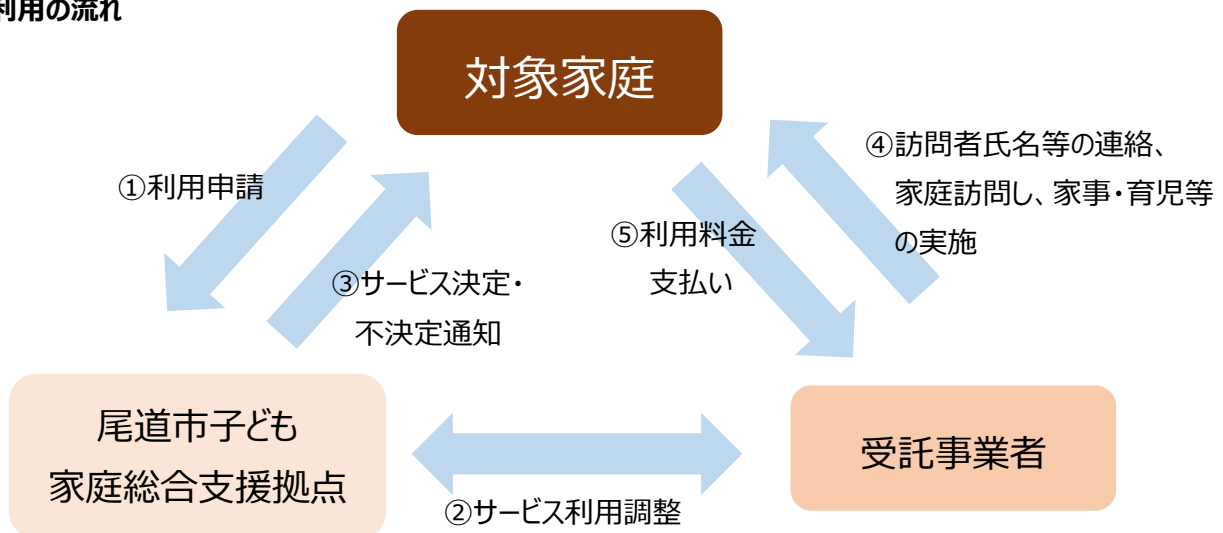 利用の流れ
対象家庭
①利用申請
③サービス決定・
不決定通知
⑤利用料金
支払い
④訪問者氏名等の連絡、
家庭訪問し、家事・育児等
の実施
尾道市子ども
家庭総合支援拠点
②サービス利用調整
受託事業者